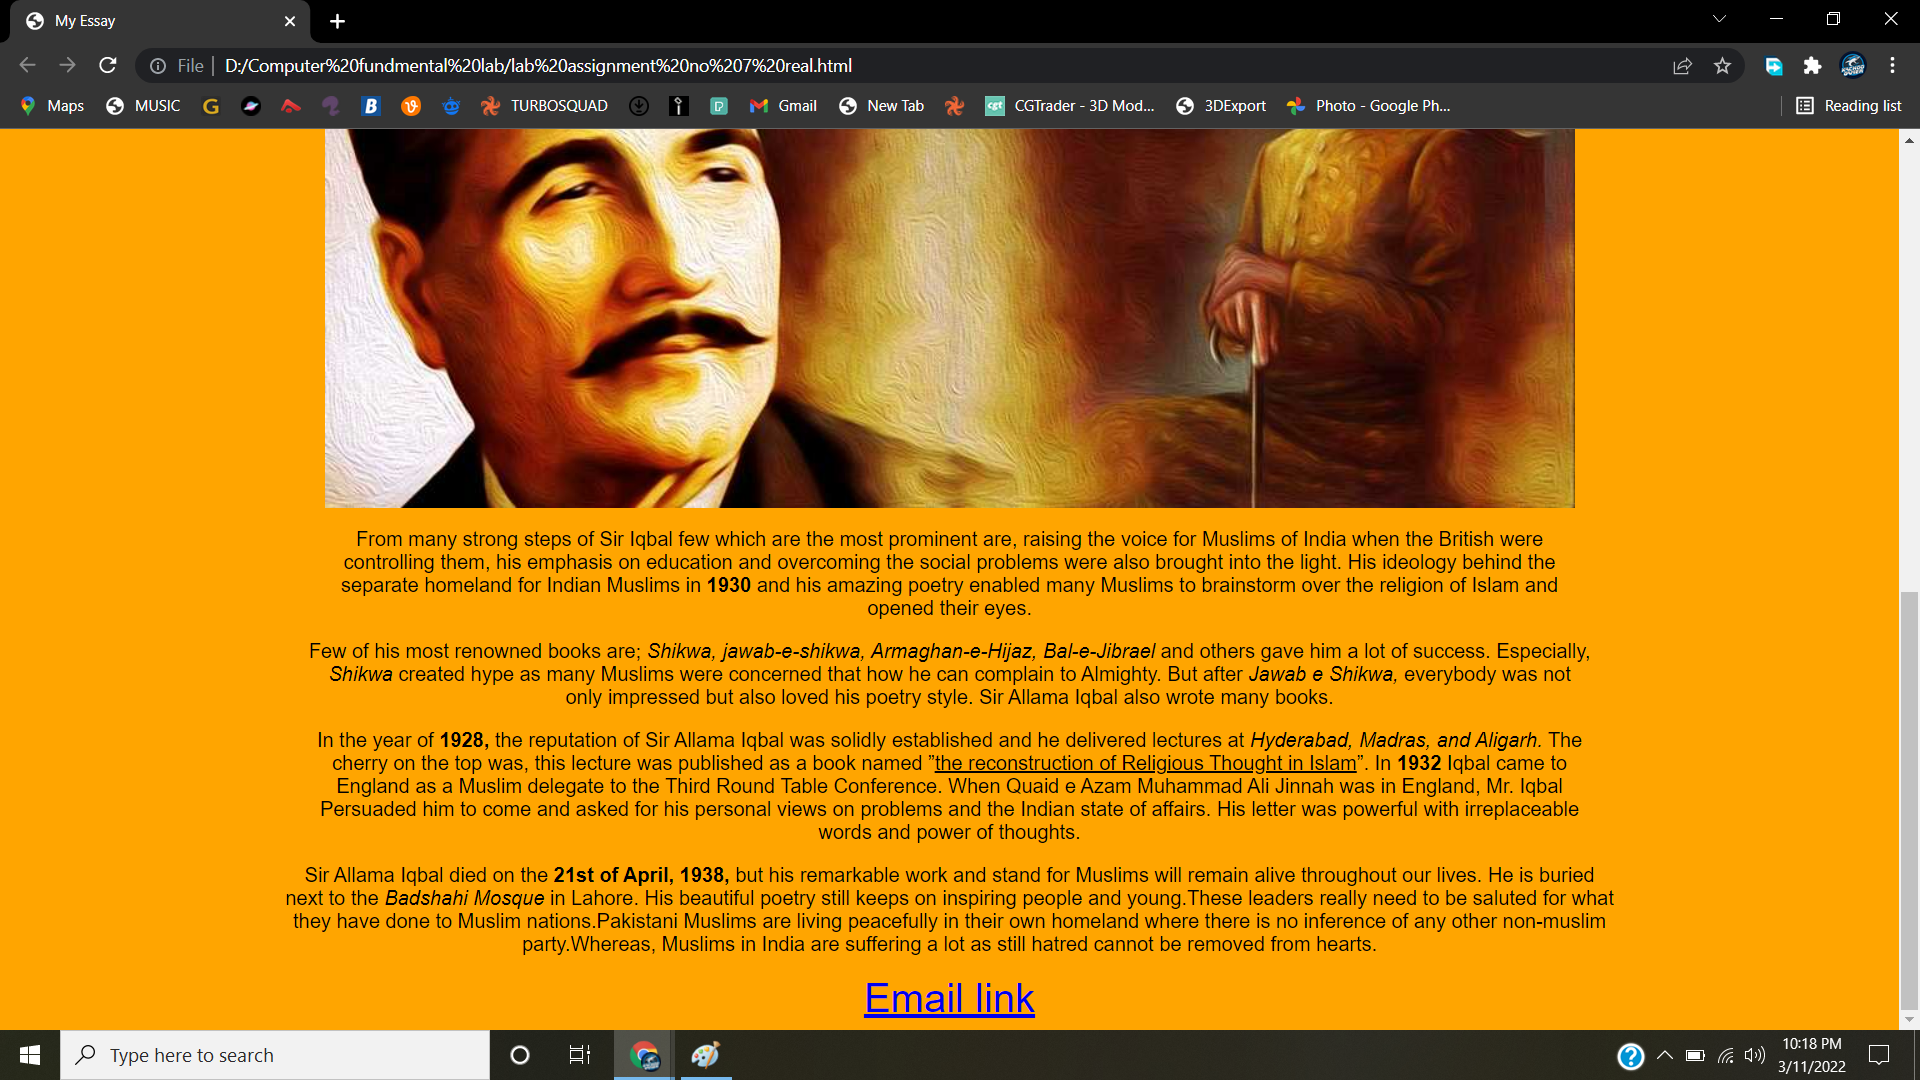 My Essay
File | D:/Computer%20fundmental%20lab/lab%20assignment%20no%207%20real.html
Maps MUSIC TURBOSQUAD Gmail New Tab cgt CGTrader - 3D Mod... 3DExport Photo - Google Ph... Reading list
From many strong steps of Sir Iqbal few which are the most prominent are, raising the voice for Muslims of India when the British were
controlling them, his emphasis on education and overcoming the social problems were also brought into the light. His ideology behind the
separate homeland for Indian Muslims in 1930 and his amazing poetry enabled many Muslims to brainstorm over the religion of Islam and
opened their eyes.
Few of his most renowned books are; Shikwa, jawab-e-shikwa, Armaghan-e-Hijaz, Bal-e-Jibrael and others gave him a lot of success. Especially,
Shikwa created hype as many Muslims were concerned that how he can complain to Almighty. But after Jawab e Shikwa, everybody was not
only impressed but also loved his poetry style. Sir Allama Iqbal also wrote many books.
In the year of 1928, the reputation of Sir Allama Iqbal was solidly established and he delivered lectures at Hyderabad, Madras, and Aligarh. The
cherry on the top was, this lecture was published as a book named ”the reconstruction of Religious Thought in Islam”. In 1932 Iqbal came to
England as a Muslim delegate to the Third Round Table Conference. When Quaid e Azam Muhammad Ali Jinnah was in England, Mr. Iqbal
Persuaded him to come and asked for his personal views on problems and the Indian state of affairs. His letter was powerful with irreplaceable
words and power of thoughts.
Sir Allama Iqbal died on the 21st of April, 1938, but his remarkable work and stand for Muslims will remain alive throughout our lives. He is buried
next to the Badshahi Mosque in Lahore. His beautiful poetry still keeps on inspiring people and young.These leaders really need to be saluted for what
they have done to Muslim nations.Pakistani Muslims are living peacefully in their own homeland where there is no inference of any other non-muslim
party.Whereas, Muslims in India are suffering a lot as still hatred cannot be removed from hearts.
Email link
Type here to search
10:18 PM
3/11/2022